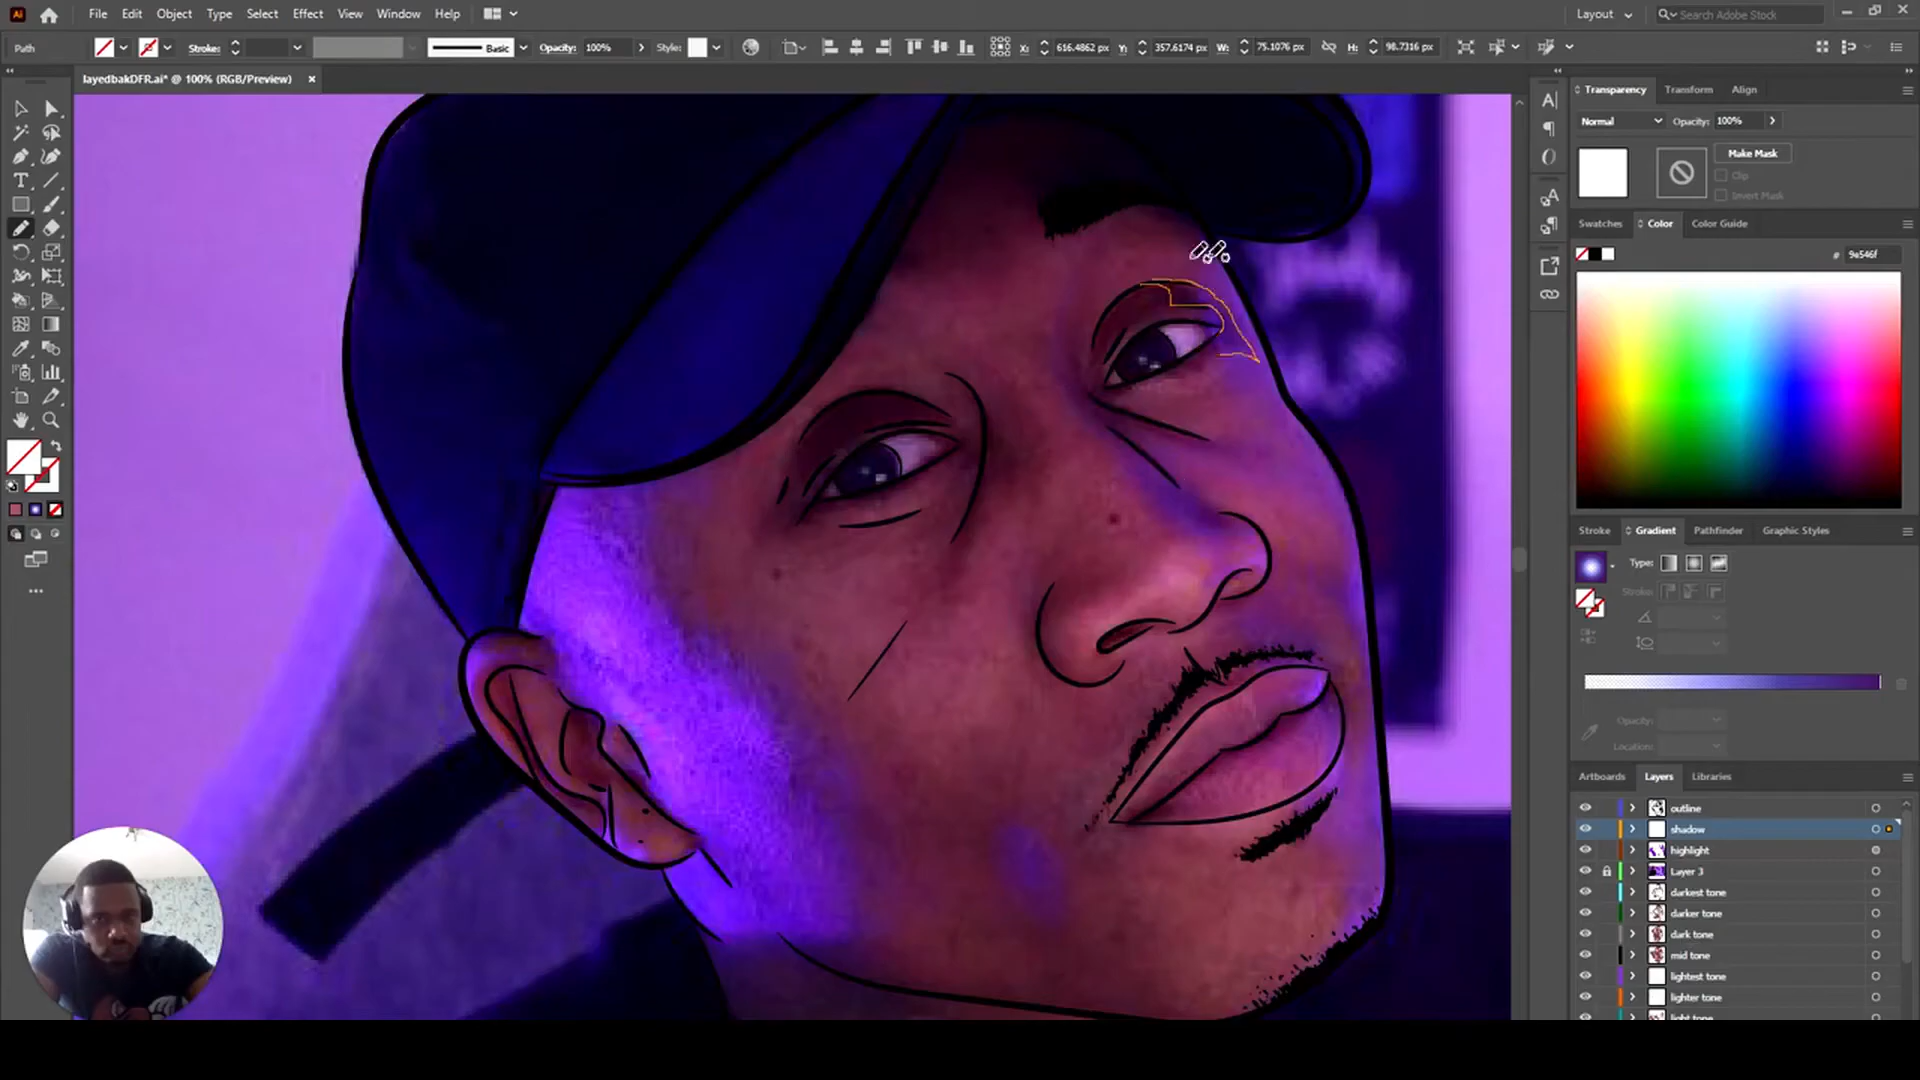 Ai File Edit Object Type Select Effect View Window Help Layout Search Adobe Stock
Path Stroke: Basic Opacity: 100% Style: X: 616.4862 px Y: 357.6174 px W: 75.1076 px H: 98.7316 px
layedbakDFR.ai* @ 100% (RGB/Preview) ×
Transparency Transform Align
Normal Opacity: 100%
Make Mask
Clip
Invert Mask
Swatches Color Color Guide
# 9e546f
Stroke Gradient Pathfinder Graphic Styles
Type:
Stroke:
Opacity:
Location:
Artboards Layers Libraries
outline
shadow
highlight
Layer 3
darkest tone
darker tone
dark tone
mid tone
lightest tone
lighter tone
light tone